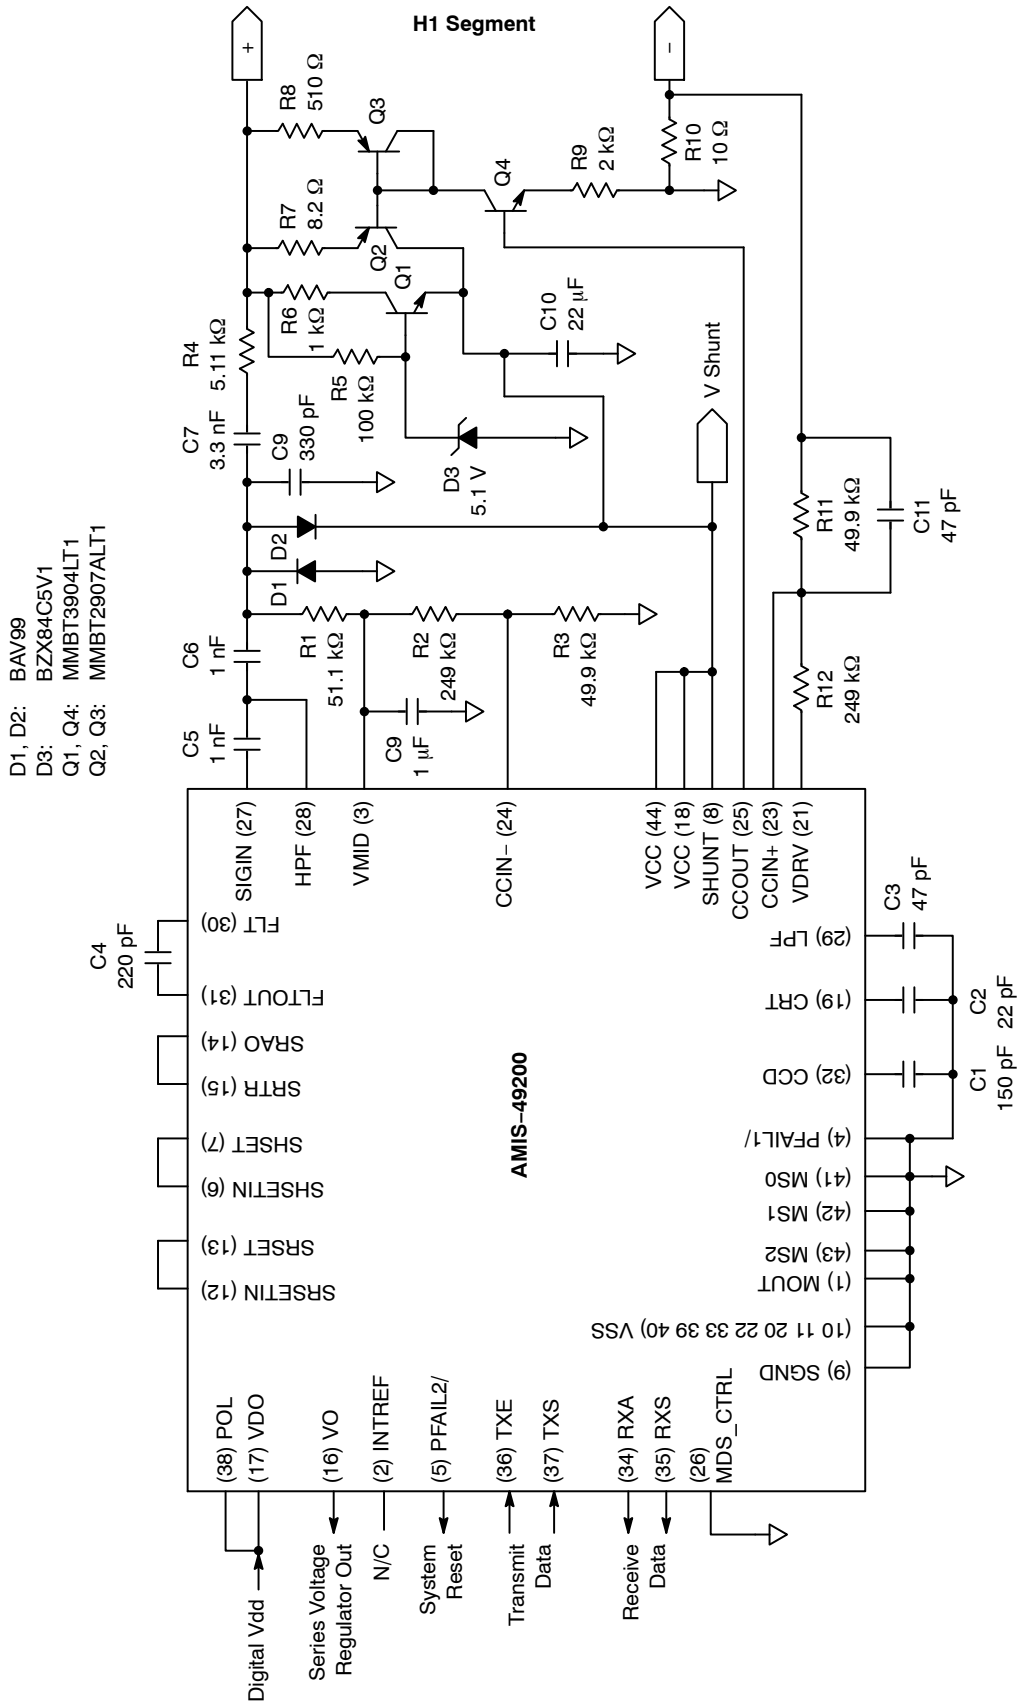 D1, D2: BAV99
D3: BZX84C5V1
Q1, Q4: MMBT3904LT1
Q2, Q3: MMBT2907ALT1
H1 Segment
+
−
R8
510 Ω
Q3
R7
8.2 Ω
Q2
Q1
Q4
R9
2 kΩ
R10
10 Ω
R4
5.11 kΩ
R6
1 kΩ
R5
100 kΩ
C10
22 µF
C7
3.3 nF
C9
330 pF
D3
5.1 V
V Shunt
D2
D1
R11
49.9 kΩ
C11
47 pF
C6
1 nF
R1
51.1 kΩ
R2
249 kΩ
R3
49.9 kΩ
R12
249 kΩ
C5
1 nF
C9
1 µF
SIGIN (27)
HPF (28)
VMID (3)
CCIN− (24)
VCC (44)
VCC (18)
SHUNT (8)
CCOUT (25)
CCIN+ (23)
VDRV (21)
C4
220 pF
(30) FLT
(31) FLTOUT
(14) SRAO
(15) SRTR
(7) SHSET
(6) SHSETIN
(13) SRSET
(12) SRSETIN
AMIS−49200
(29) LPF
(19) CRT
(32) CCD
(4) PFAIL1/
(41) MS0
(42) MS1
(43) MS2
(1) MOUT
(10 11 20 22 33 39 40) VSS
(9) SGND
C3
47 pF
C2
22 pF
C1
150 pF
(38) POL
(17) VDO
(16) VO
(2) INTREF
(5) PFAIL2/
(36) TXE
(37) TXS
(34) RXA
(35) RXS
(26)
MDS_CTRL
Digital Vdd
Series Voltage
Regulator Out
N/C
System
Reset
Transmit
Data
Receive
Data